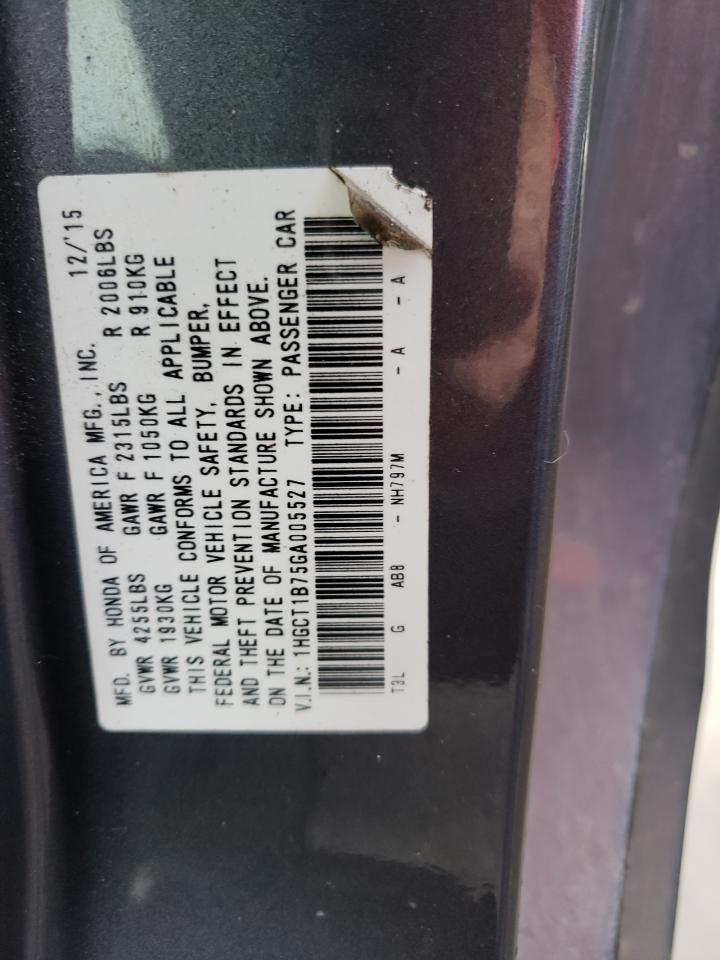 MFD. BY HONDA OF AMERICA MFG., INC. 12/'15
GVWR 4255LBS GAWR F 2315LBS R 2006LBS
GVWR 1930KG GAWR F 1050KG R 910KG
THIS VEHICLE CONFORMS TO ALL APPLICABLE
FEDERAL MOTOR VEHICLE SAFETY, BUMPER,
AND THEFT PREVENTION STANDARDS IN EFFECT
ON THE DATE OF MANUFACTURE SHOWN ABOVE.
V.I.N.: 1HGCT1B75GA005527 TYPE: PASSENGER CAR
T3L G AB8 - NH797M - A - A